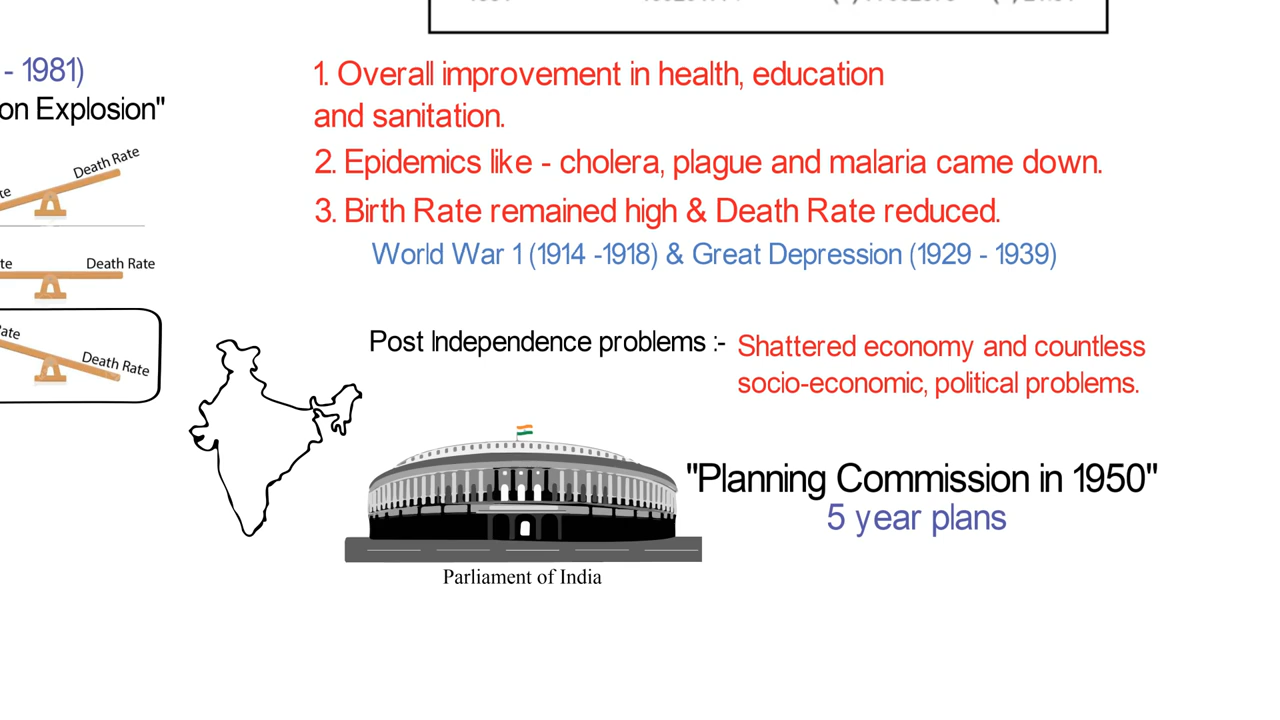 - 1981)
on Explosion"
1. Overall improvement in health, education
and sanitation.
2. Epidemics like - cholera, plague and malaria came down.
3. Birth Rate remained high & Death Rate reduced.
World War 1 (1914 -1918) & Great Depression (1929 - 1939)
Death Rate
te
Death Rate
te
Rate
Death Rate
Post Independence problems :-
Shattered economy and countless
socio-economic, political problems.
"Planning Commission in 1950"
5 year plans
Parliament of India